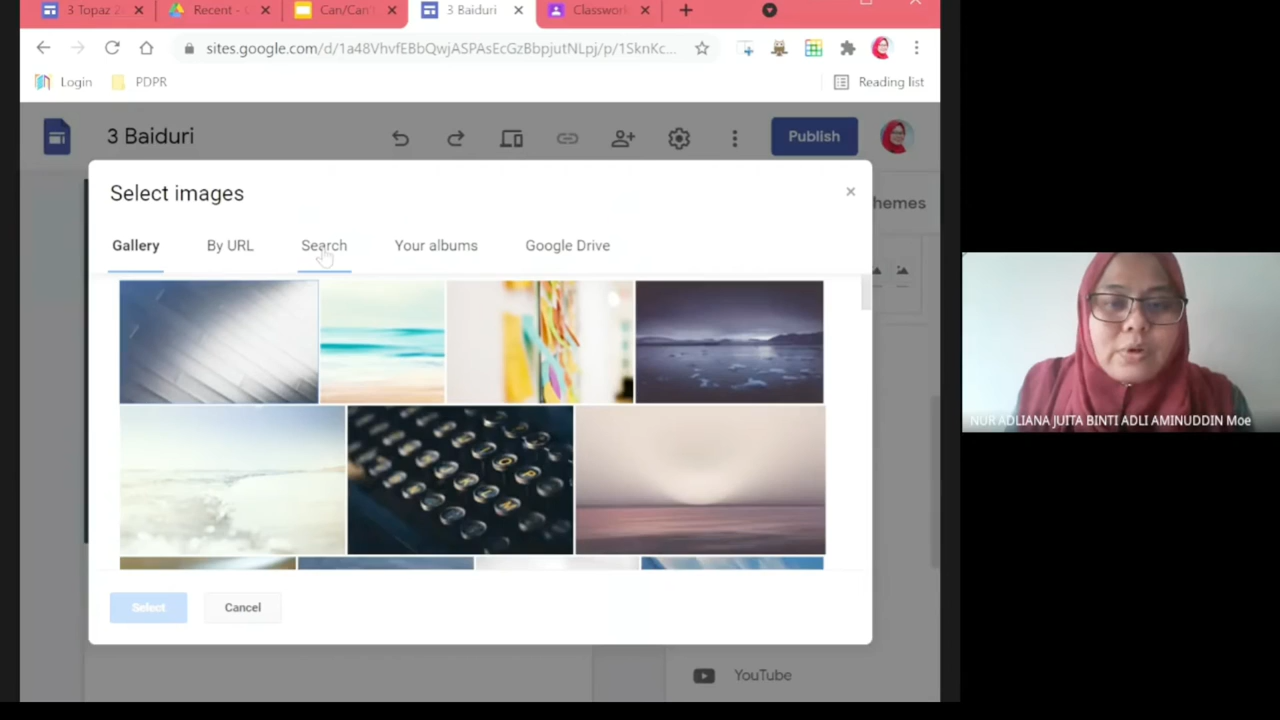 3 Topaz 2
Recent -
Can/Can'
3 Baiduri
Classwork
sites.google.com/d/1a48VhvfEBbQwjASPAsEcGzBbpjutNLpj/p/1SknKc...
Login
PDPR
Reading list
3 Baiduri
Publish
Select images
hemes
Gallery
By URL
Search
Your albums
Google Drive
NUR ADLIANA JUITA BINTI ADLI AMINUDDIN Moe
Select
Cancel
YouTube